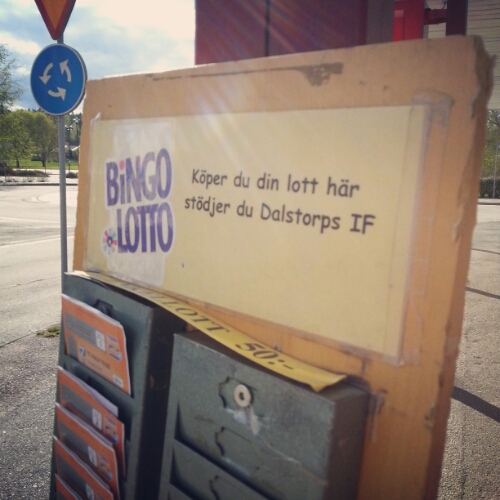 BiNGO
LOTTO
Köper du din lott här
stödjer du Dalstorps IF
LOTT 50:-